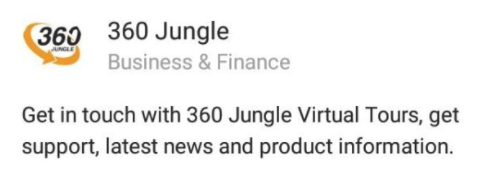 360
JUNGLE
360 Jungle
Business & Finance
Get in touch with 360 Jungle Virtual Tours, get
support, latest news and product information.